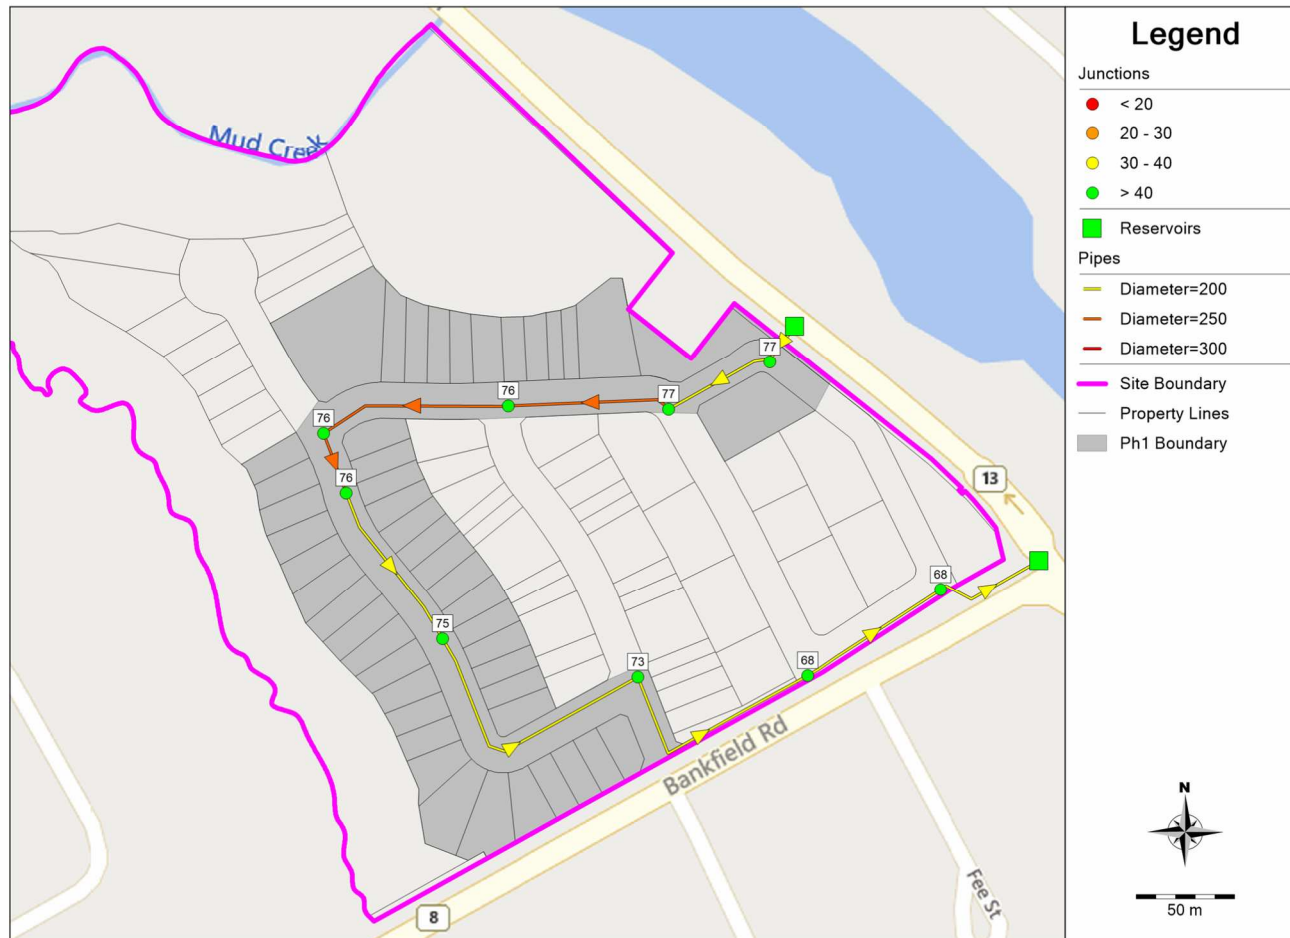 Legend
Junctions
< 20
20 - 30
30 - 40
> 40
Reservoirs
Pipes
Diameter=200
Diameter=250
Diameter=300
Site Boundary
Property Lines
Ph1 Boundary
N
50 m
Mud Creek
77
77
76
76
76
13
68
75
73
68
Bankfield Rd
Fee St
8